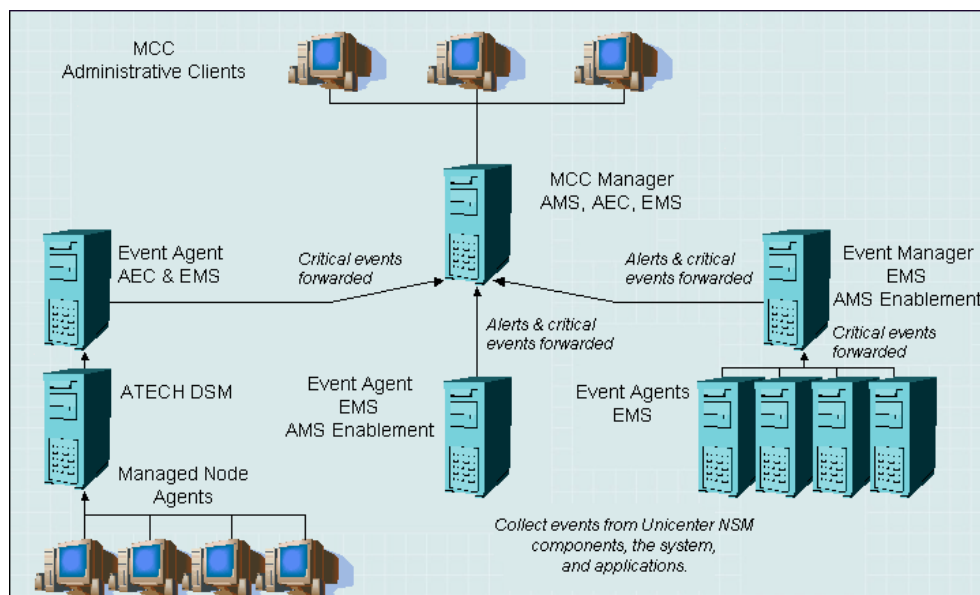 MCC
Administrative Clients
MCC Manager
AMS, AEC, EMS
Event Agent
AEC & EMS
Critical events
forwarded
Alerts & critical
events forwarded
Event Manager
EMS
AMS Enablement
Alerts & critical
events forwarded
Critical events
forwarded
ATECH DSM
Event Agent
EMS
AMS Enablement
Event Agents
EMS
Managed Node
Agents
Collect events from Unicenter NSM
components, the system,
and applications.